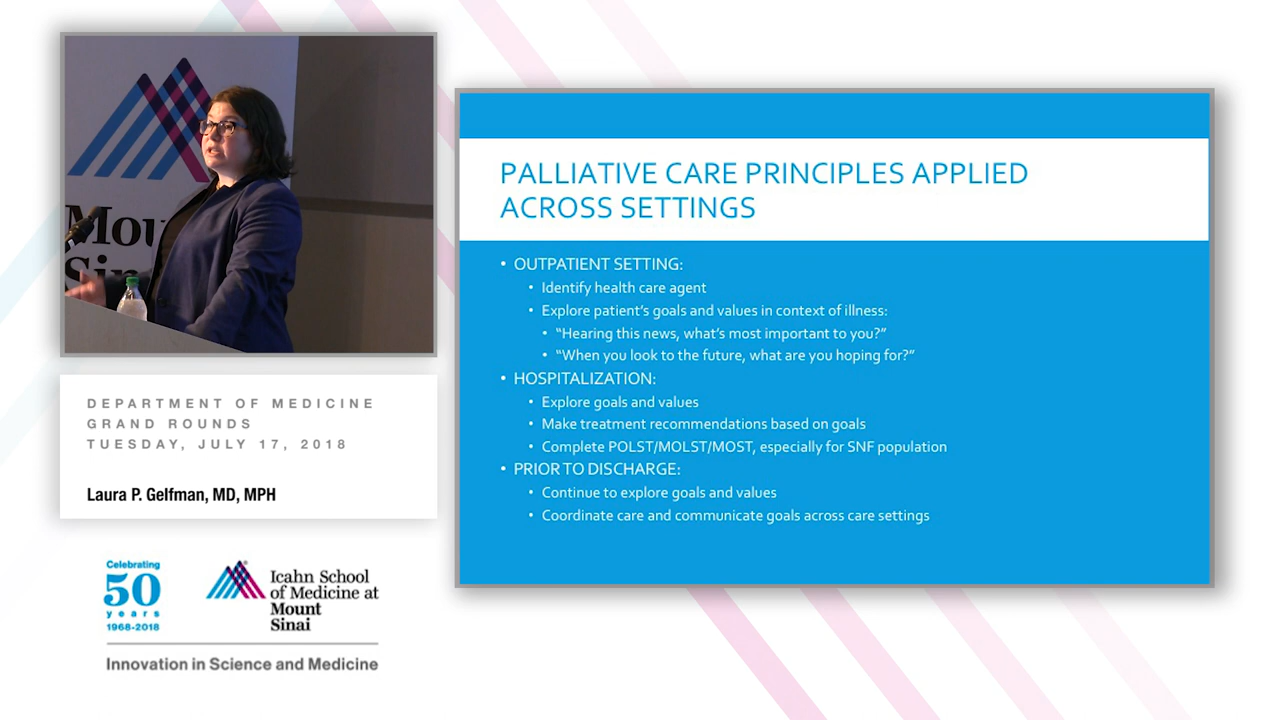 Mou
Sin
DEPARTMENT OF MEDICINE
GRAND ROUNDS
TUESDAY, JULY 17, 2018
Laura P. Gelfman, MD, MPH
Celebrating
50
years
1968-2018
Icahn School
of Medicine at
Mount
Sinai
Innovation in Science and Medicine
PALLIATIVE CARE PRINCIPLES APPLIED
ACROSS SETTINGS
• OUTPATIENT SETTING:
• Identify health care agent
• Explore patient’s goals and values in context of illness:
• “Hearing this news, what’s most important to you?”
• “When you look to the future, what are you hoping for?”
• HOSPITALIZATION:
• Explore goals and values
• Make treatment recommendations based on goals
• Complete POLST/MOLST/MOST, especially for SNF population
• PRIOR TO DISCHARGE:
• Continue to explore goals and values
• Coordinate care and communicate goals across care settings